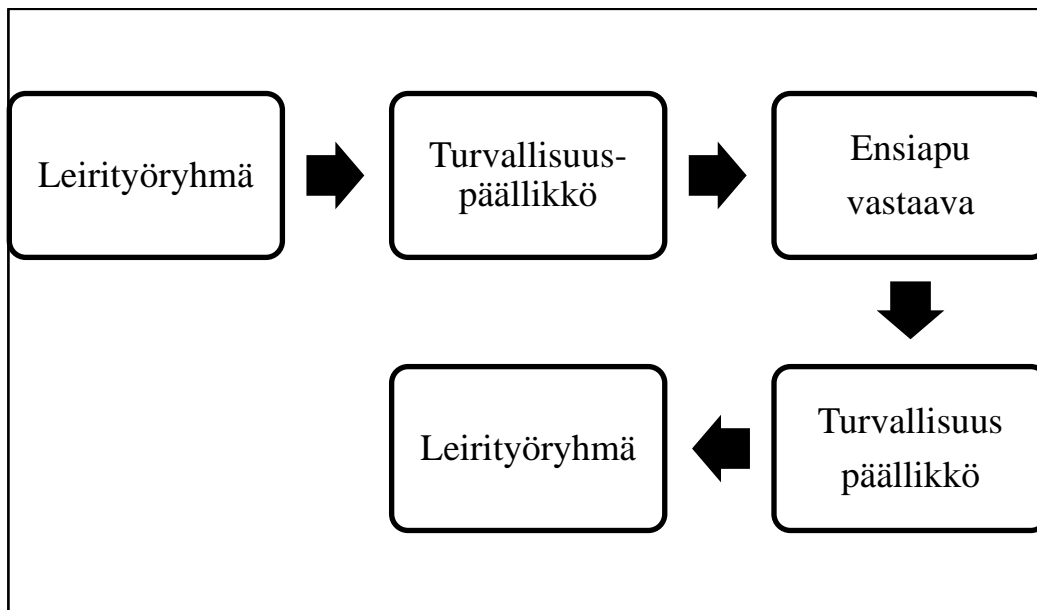 Leirityöryhmä
Turvallisuus-
päällikkö
Ensiapu
vastaava
Turvallisuus
päällikkö
Leirityöryhmä